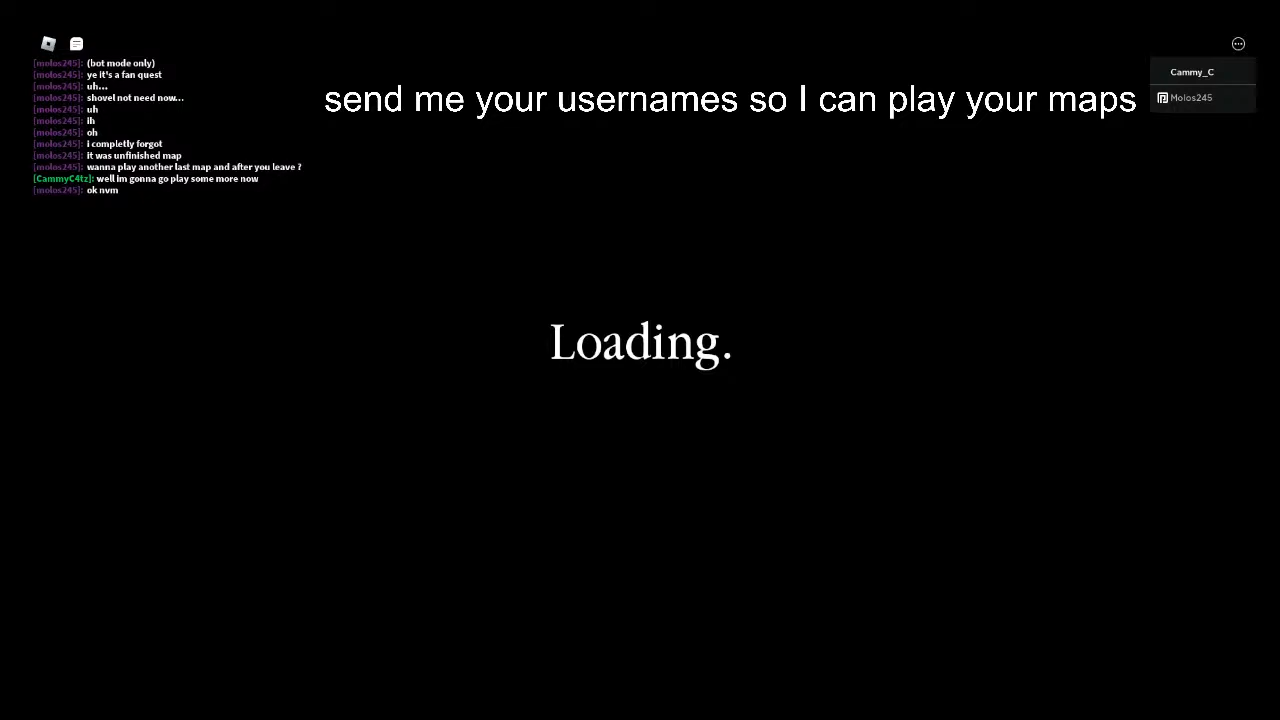 [molos245]: (bot mode only)
[molos245]: ye it's a fan quest
[molos245]: uh...
[molos245]: shovel not need now...
[molos245]: uh
[molos245]: ih
[molos245]: oh
[molos245]: i completly forgot
[molos245]: it was unfinished map
[molos245]: wanna play another last map and after you leave ?
[CammyC4tz]: well im gonna go play some more now
[molos245]: ok nvm
send me your usernames so I can play your maps
Cammy_C
Molos245
Loading.